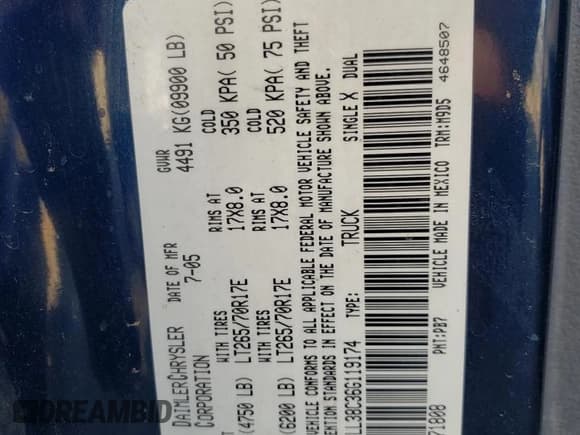 DAIMLERCHRYSLER CORPORATION
DATE OF MFR 7-05
GVWR 4491 KG(09900 LB)
WITH TIRES RIMS AT COLD
(4750 LB) LT265/70R17E 17X8.0 350 KPA( 50 PSI)
WITH TIRES RIMS AT COLD
(6200 LB) LT265/70R17E 17X8.0 520 KPA( 75 PSI)
VEHICLE CONFORMS TO ALL APPLICABLE FEDERAL MOTOR VEHICLE SAFETY AND THEFT
STANDARDS IN EFFECT ON THE DATE OF MANUFACTURE SHOWN ABOVE.
38C36G119174 TYPE: TRUCK SINGLE X DUAL
1808 PNT:PB7 VEHICLE MADE IN MEXICO TRM:M9D5
4648507
REPAIRABLE
DREAMBID